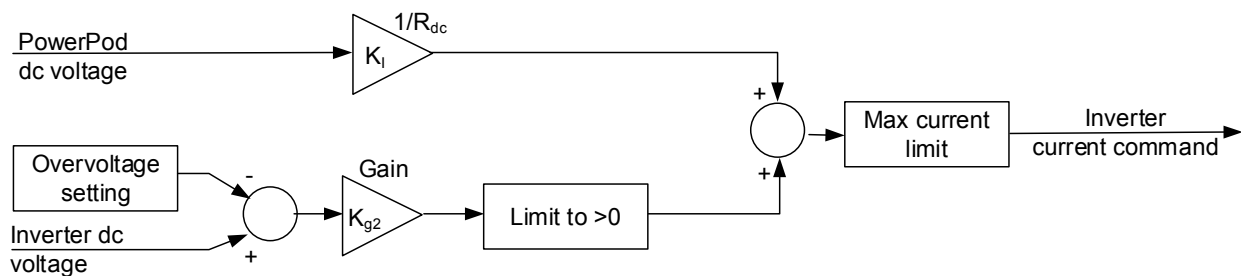 1/R_dc
PowerPod
dc voltage
K_I
+
Max current
limit
Inverter
current command
Overvoltage
setting
-
Gain
+
K_g2
Limit to >0
Inverter dc
voltage
+